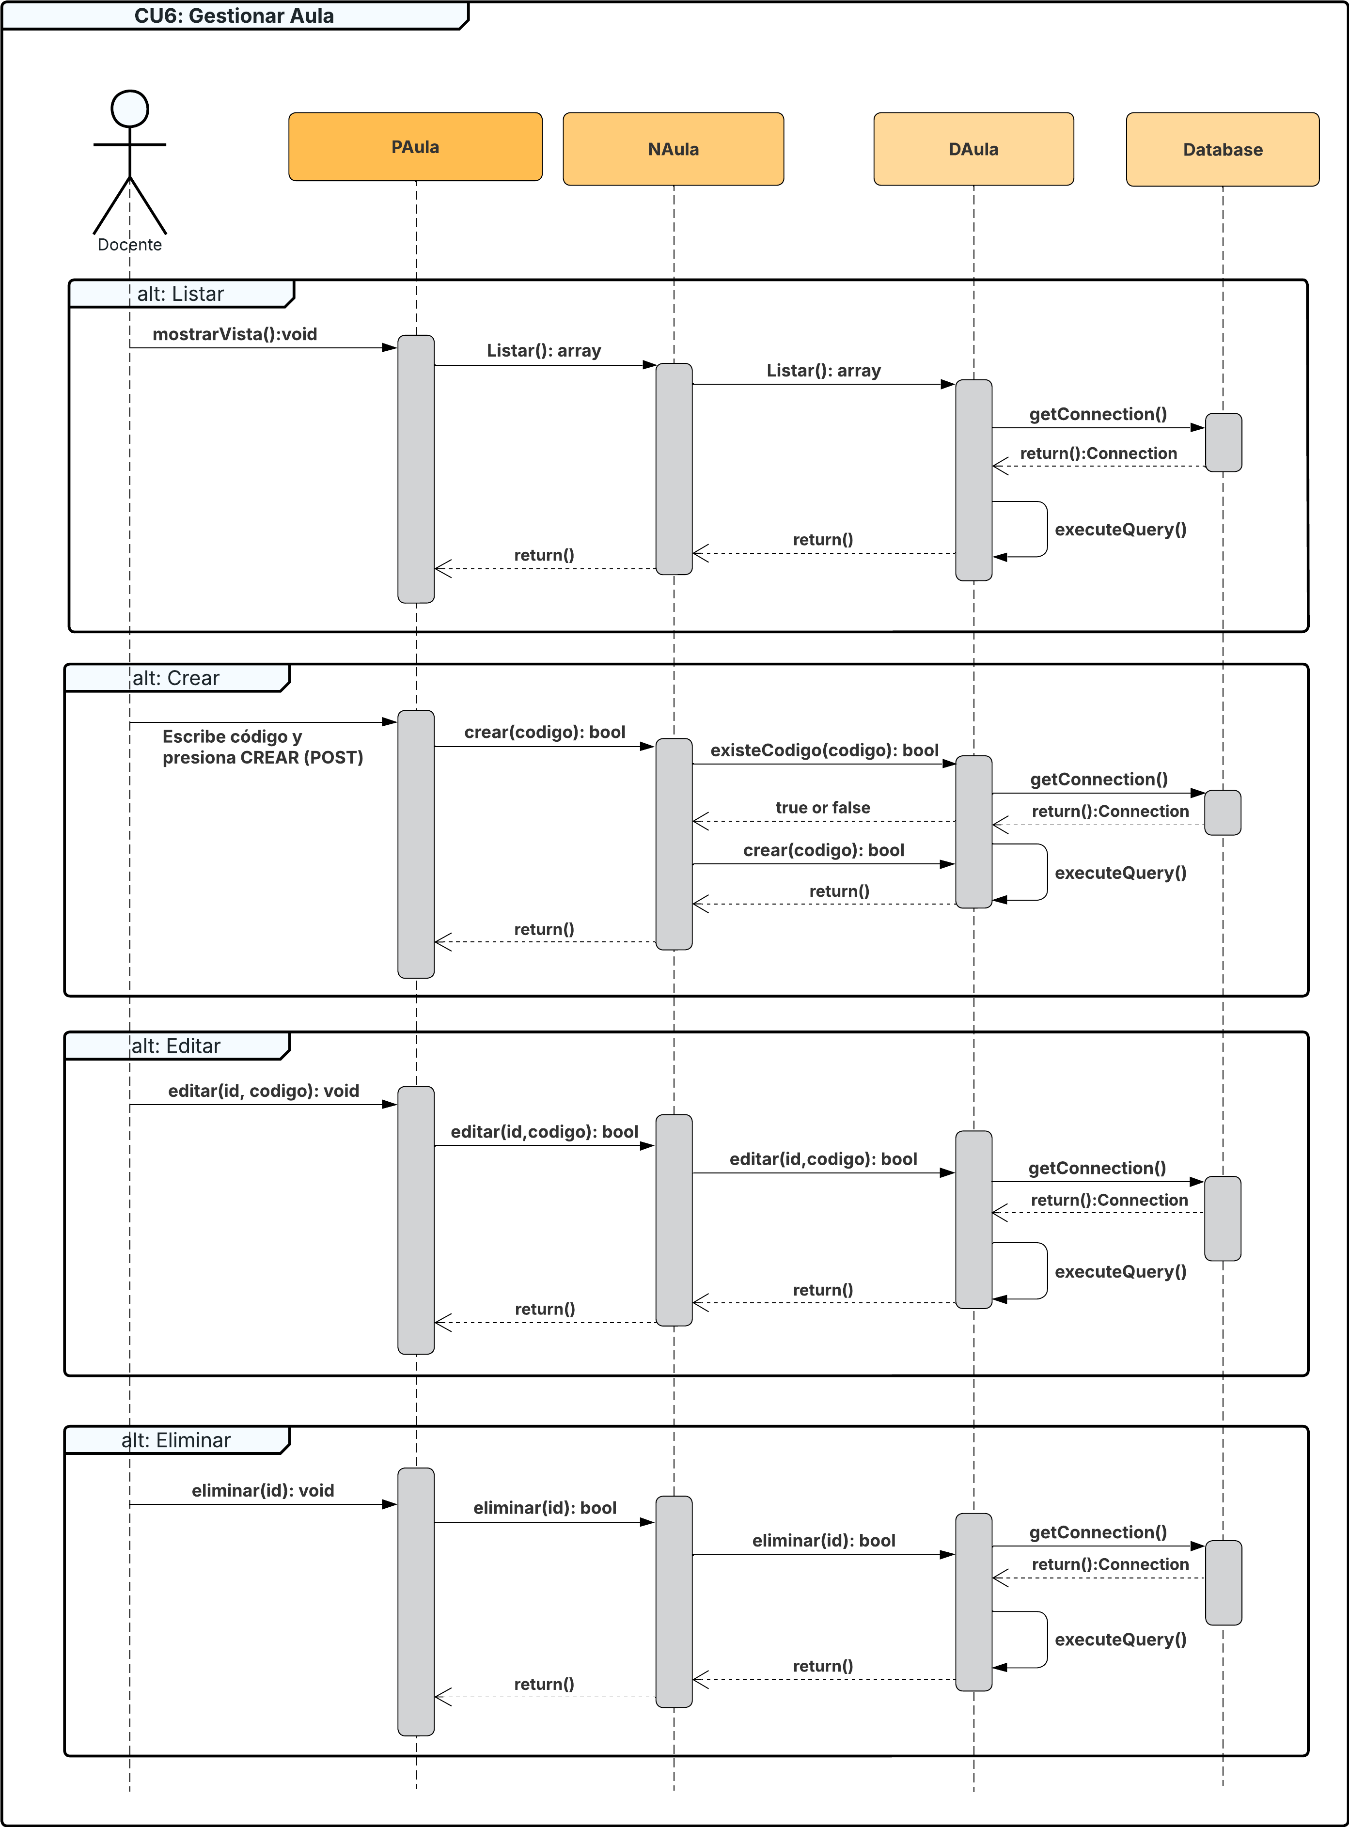 CU6: Gestionar Aula
PAula
NAula
DAula
Database
Docente
alt: Listar
mostrarVista():void
Listar(): array
Listar(): array
getConnection()
return():Connection
executeQuery()
return()
return()
alt: Crear
Escribe código y
presiona CREAR (POST)
crear(codigo): bool
existeCodigo(codigo): bool
getConnection()
true or false
return():Connection
crear(codigo): bool
executeQuery()
return()
return()
alt: Editar
editar(id, codigo): void
editar(id,codigo): bool
editar(id,codigo): bool
getConnection()
return():Connection
executeQuery()
return()
return()
alt: Eliminar
eliminar(id): void
eliminar(id): bool
eliminar(id): bool
getConnection()
return():Connection
executeQuery()
return()
return()